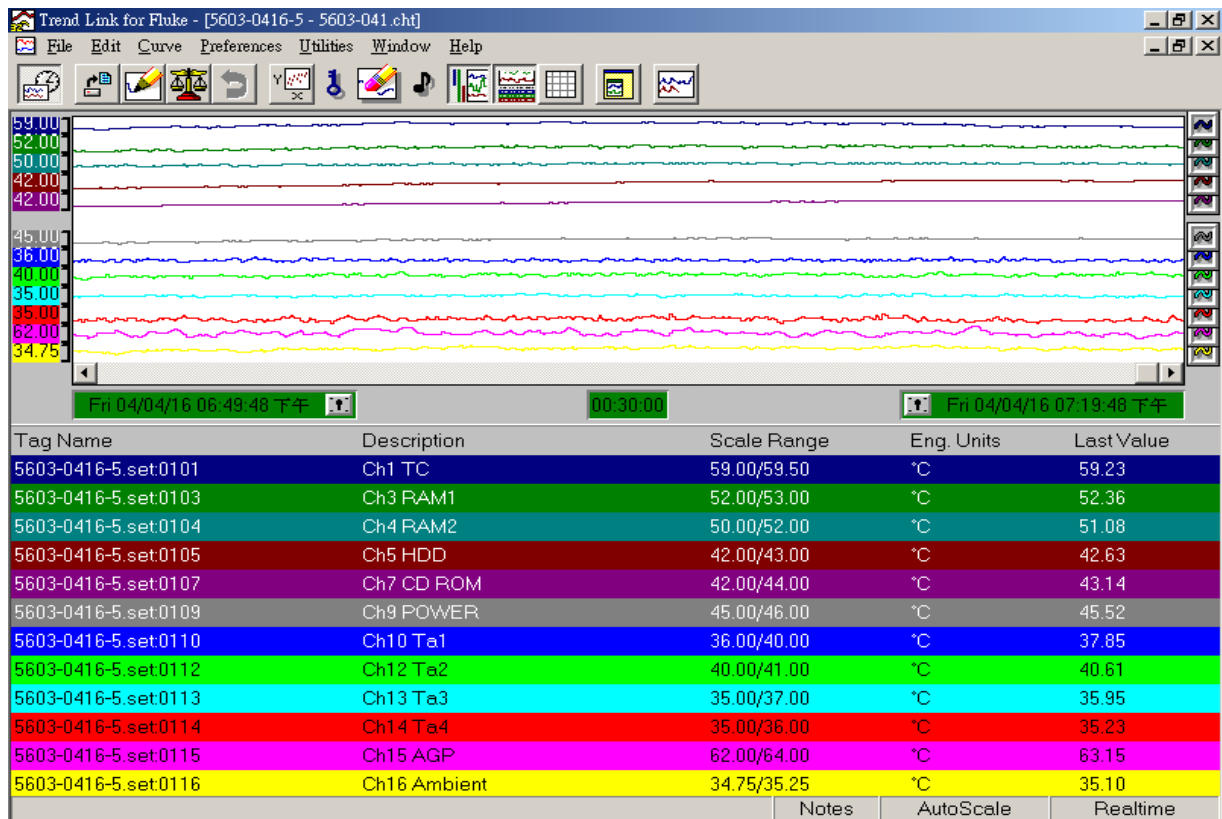 Trend Link for Fluke - [5603-0416-5 - 5603-041.cht]
File Edit Curve Preferences Utilities Window Help
59.00
52.00
50.00
42.00
42.00
45.00
36.00
40.00
35.00
35.00
62.00
34.75
Fri 04/04/16 06:49:48 下午 00:30:00 Fri 04/04/16 07:19:48 下午
Tag Name Description Scale Range Eng. Units Last Value
5603-0416-5.set:0101 Ch1 TC 59.00/59.50 °C 59.23
5603-0416-5.set:0103 Ch3 RAM1 52.00/53.00 °C 52.36
5603-0416-5.set:0104 Ch4 RAM2 50.00/52.00 °C 51.08
5603-0416-5.set:0105 Ch5 HDD 42.00/43.00 °C 42.63
5603-0416-5.set:0107 Ch7 CD ROM 42.00/44.00 °C 43.14
5603-0416-5.set:0109 Ch9 POWER 45.00/46.00 °C 45.52
5603-0416-5.set:0110 Ch10 Ta1 36.00/40.00 °C 37.85
5603-0416-5.set:0112 Ch12 Ta2 40.00/41.00 °C 40.61
5603-0416-5.set:0113 Ch13 Ta3 35.00/37.00 °C 35.95
5603-0416-5.set:0114 Ch14 Ta4 35.00/36.00 °C 35.23
5603-0416-5.set:0115 Ch15 AGP 62.00/64.00 °C 63.15
5603-0416-5.set:0116 Ch16 Ambient 34.75/35.25 °C 35.10
Notes AutoScale Realtime